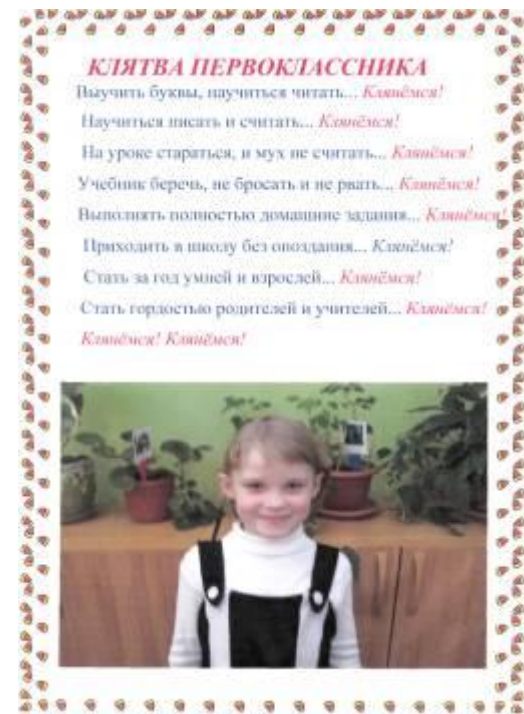 КЛЯТВА ПЕРВОКЛАССНИКА
Выучить буквы, научиться читать... Клянёмся!
Научиться писать и считать... Клянёмся!
На уроке стараться, и мух не считать... Клянёмся!
Учебник беречь, не бросать и не рвать... Клянёмся!
Выполнять полностью домашние задания... Клянёмся!
Приходить в школу без опоздания... Клянёмся!
Стать за год умней и взрослей... Клянёмся!
Стать гордостью родителей и учителей... Клянёмся!
Клянёмся! Клянёмся!